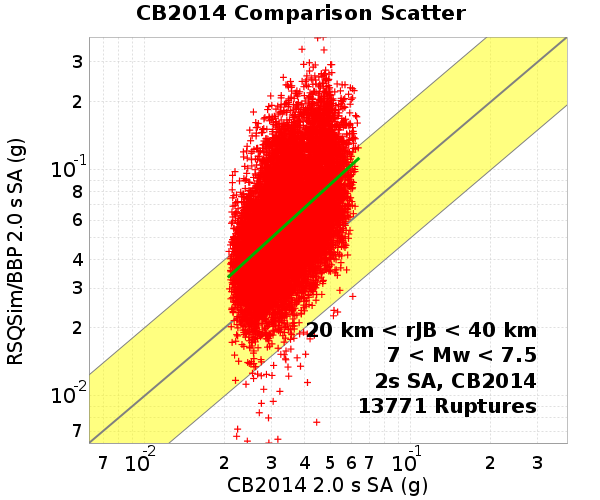 CB2014 Comparison Scatter
RSQSim/BBP 2.0 s SA (g)
3
2
10-1
8
6
4
3
2
10-2
7
20 km < rJB < 40 km
7 < Mw < 7.5
2s SA, CB2014
13771 Ruptures
7 10-2 2 3 4 5 6 7 10-1 2 3
CB2014 2.0 s SA (g)